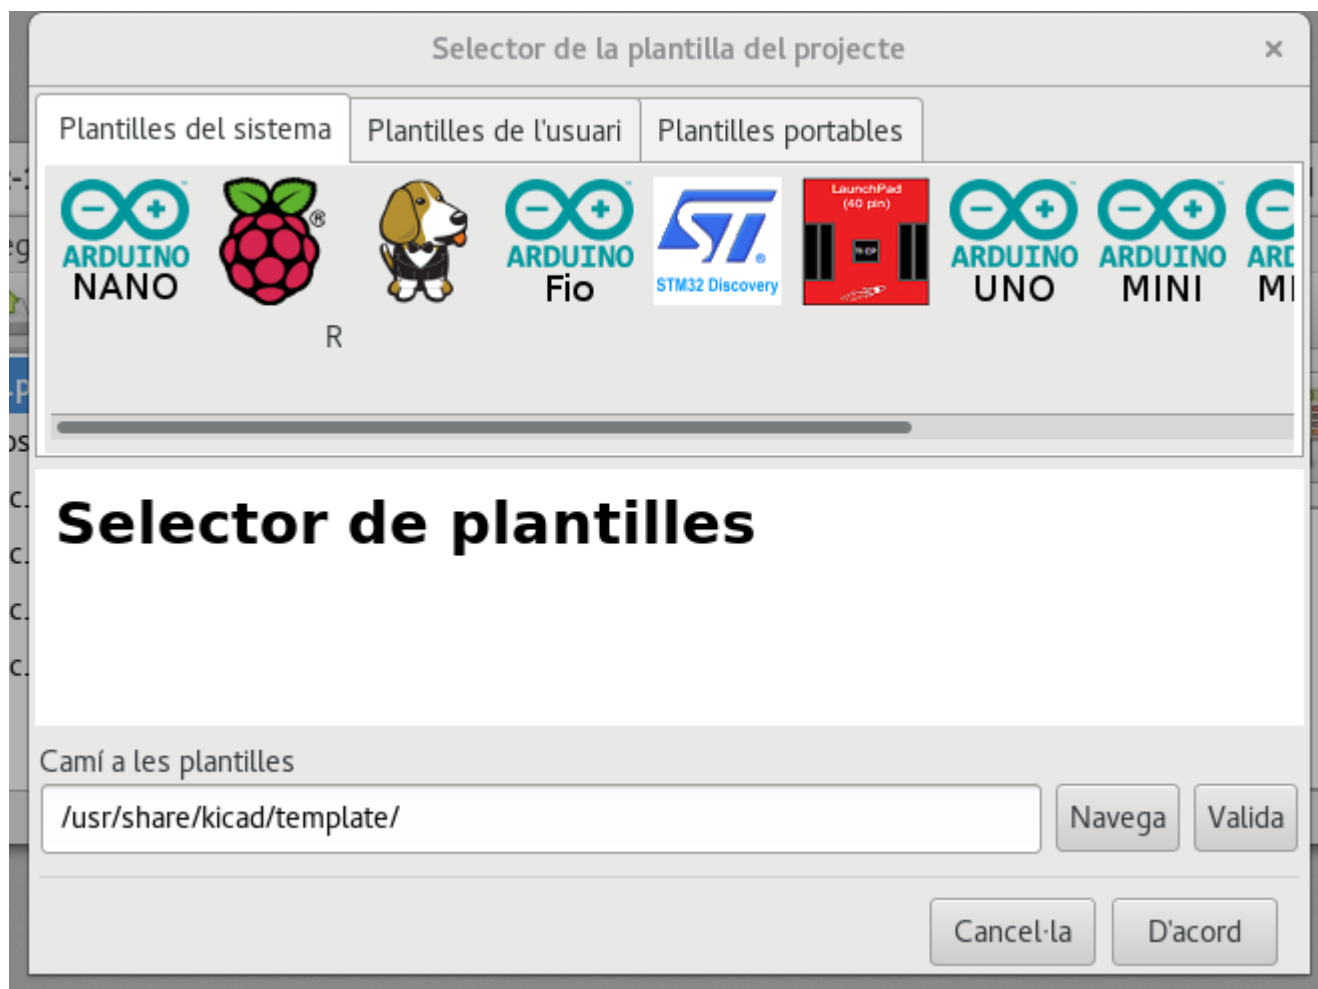 Selector de la plantilla del projecte
Plantilles del sistema
Plantilles de l'usuari
Plantilles portables
ARDUINO
NANO
®
ARDUINO
Fio
STM32 Discovery
LaunchPad
(40 pin)
ARDUINO
UNO
ARDUINO
MINI
R
Selector de plantilles
Camí a les plantilles
/usr/share/kicad/template/
Navega
Valida
Cancel·la
D'acord